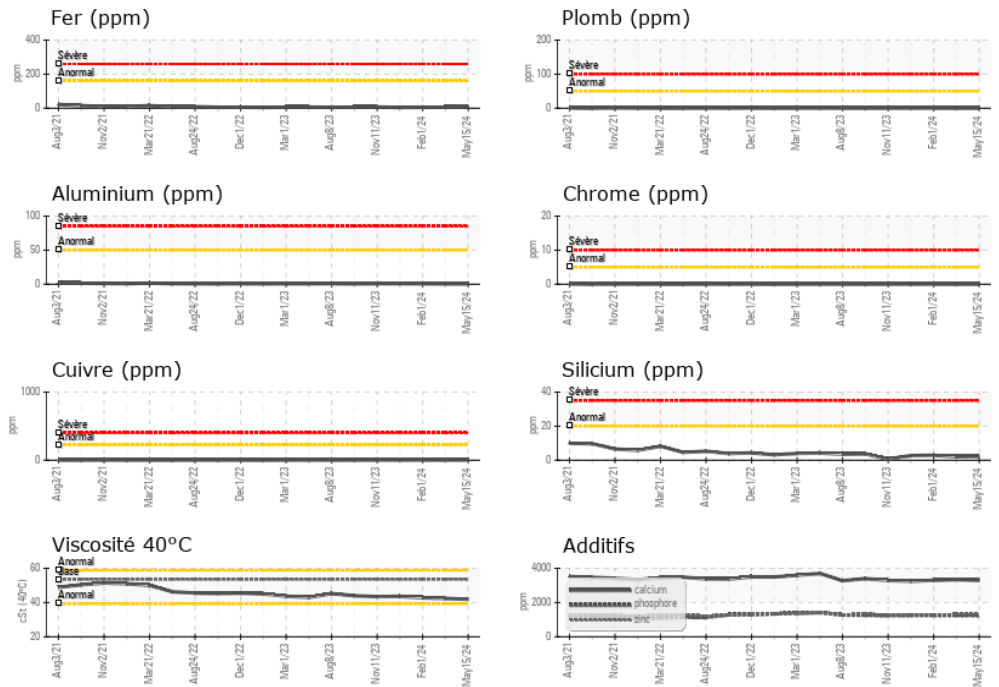 Fer (ppm)
400
200
0
ppm
Sévère
Anormal
Aug3/21
Nov2/21
Mar21/22
Aug24/22
Dec1/22
Mar1/23
Aug8/23
Nov11/23
Feb1/24
May15/24
Plomb (ppm)
200
100
0
ppm
Sévère
Anormal
Aug3/21
Nov2/21
Mar21/22
Aug24/22
Dec1/22
Mar1/23
Aug8/23
Nov11/23
Feb1/24
May15/24
Aluminium (ppm)
100
50
0
ppm
Sévère
Anormal
Aug3/21
Nov2/21
Mar21/22
Aug24/22
Dec1/22
Mar1/23
Aug8/23
Nov11/23
Feb1/24
May15/24
Chrome (ppm)
20
10
0
ppm
Sévère
Anormal
Aug3/21
Nov2/21
Mar21/22
Aug24/22
Dec1/22
Mar1/23
Aug8/23
Nov11/23
Feb1/24
May15/24
Cuivre (ppm)
1000
0
ppm
Sévère
Anormal
Aug3/21
Nov2/21
Mar21/22
Aug24/22
Dec1/22
Mar1/23
Aug8/23
Nov11/23
Feb1/24
May15/24
Silicium (ppm)
40
20
0
ppm
Sévère
Anormal
Aug3/21
Nov2/21
Mar21/22
Aug24/22
Dec1/22
Mar1/23
Aug8/23
Nov11/23
Feb1/24
May15/24
Viscosité 40°C
60
40
20
cSt (40°C)
Anormal
Base
Anormal
Aug3/21
Nov2/21
Mar21/22
Aug24/22
Dec1/22
Mar1/23
Aug8/23
Nov11/23
Feb1/24
May15/24
Additifs
4000
2000
0
ppm
calcium
phosphore
zinc
Aug3/21
Nov2/21
Mar21/22
Aug24/22
Dec1/22
Mar1/23
Aug8/23
Nov11/23
Feb1/24
May15/24